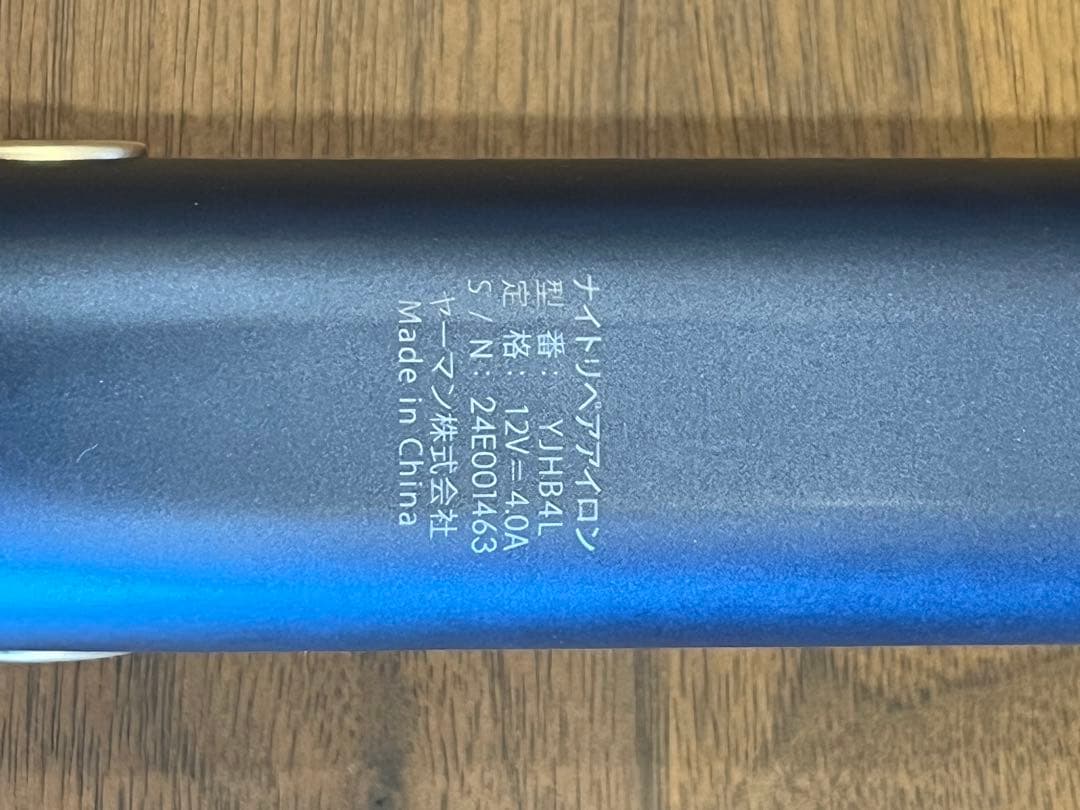 ナイトリペアアイロン
型 番： YJHB4L
定 格： 12V⎓4.0A
S / N： 24E001463
ヤーマン株式会社
Made in China